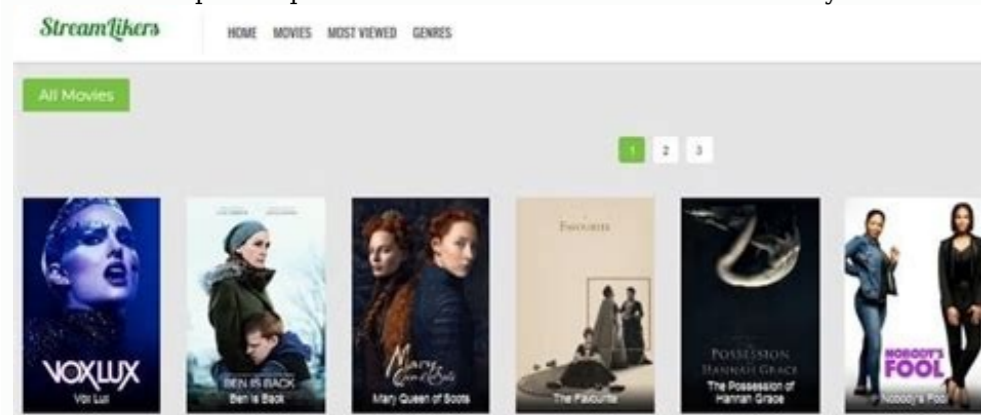 StreamLikers
HOME MOVIES MOST VIEWED GENRES
All Movies
1 2 3
VOX LUX
Vox Lux
BEN IS BACK
Ben is Back
Mary
Queen of Scots
Mary Queen of Scots
FAVOURITE
The Favourite
POSSESSION
HANNAH GRACE
The Possession of
Hannah Grace
NOBODY'S
FOOL
Nobody's Fool